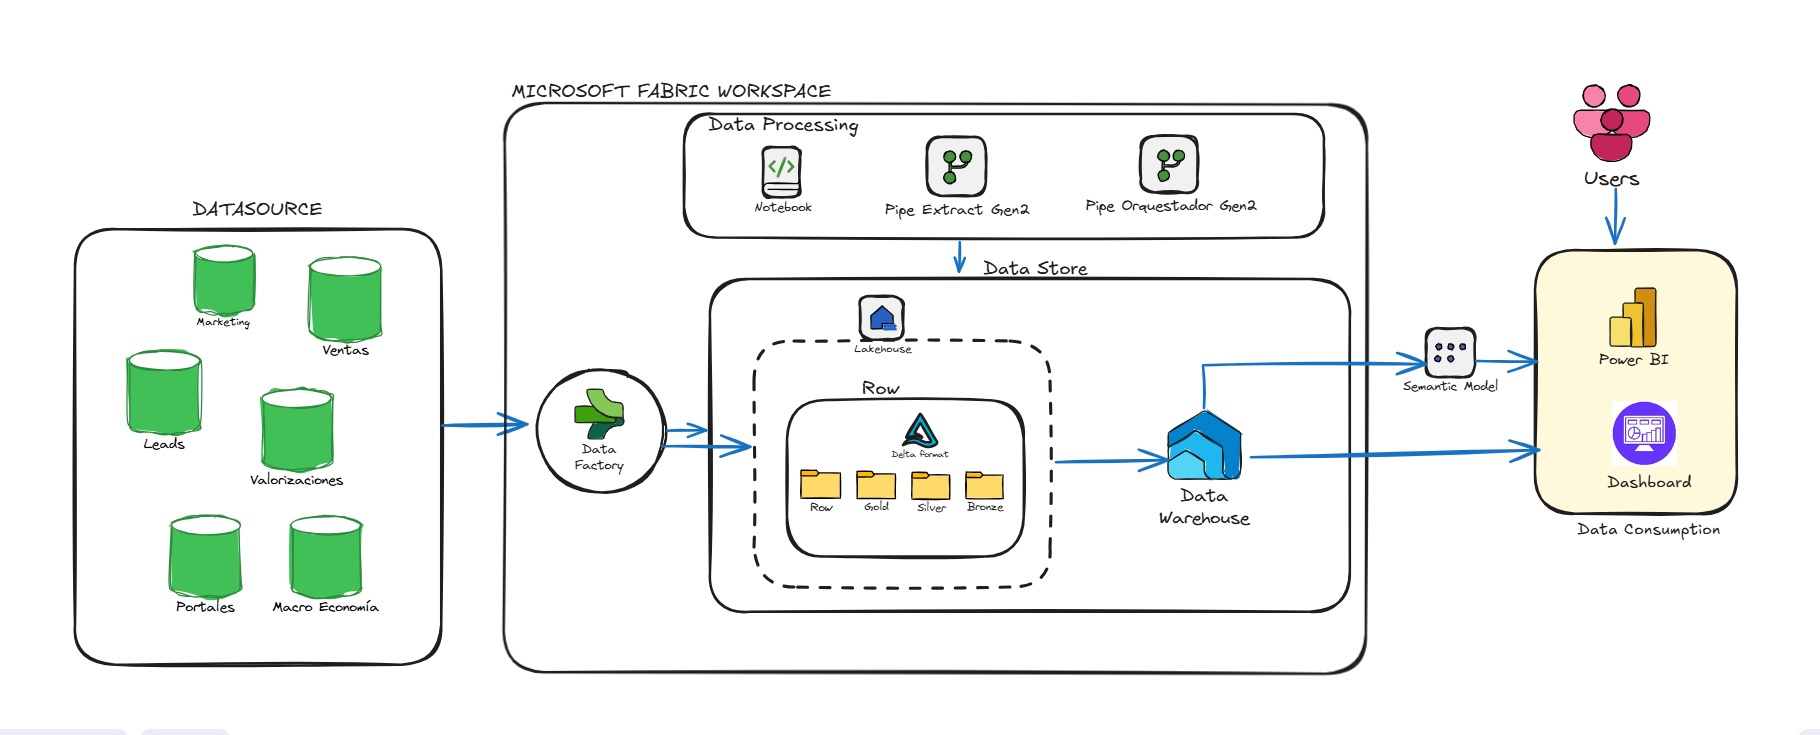 MICROSOFT FABRIC WORKSPACE
Data Processing
Notebook
Pipe Extract Gen2
Pipe Orquestador Gen2
Users
DATASOURCE
Marketing
Ventas
Leads
Valorizaciones
Portales
Macro Economía
Data
Factory
Data Store
Lakehouse
Row
Delta format
Row
Gold
Silver
Bronze
Data
Warehouse
Semantic Model
Power BI
Dashboard
Data Consumption